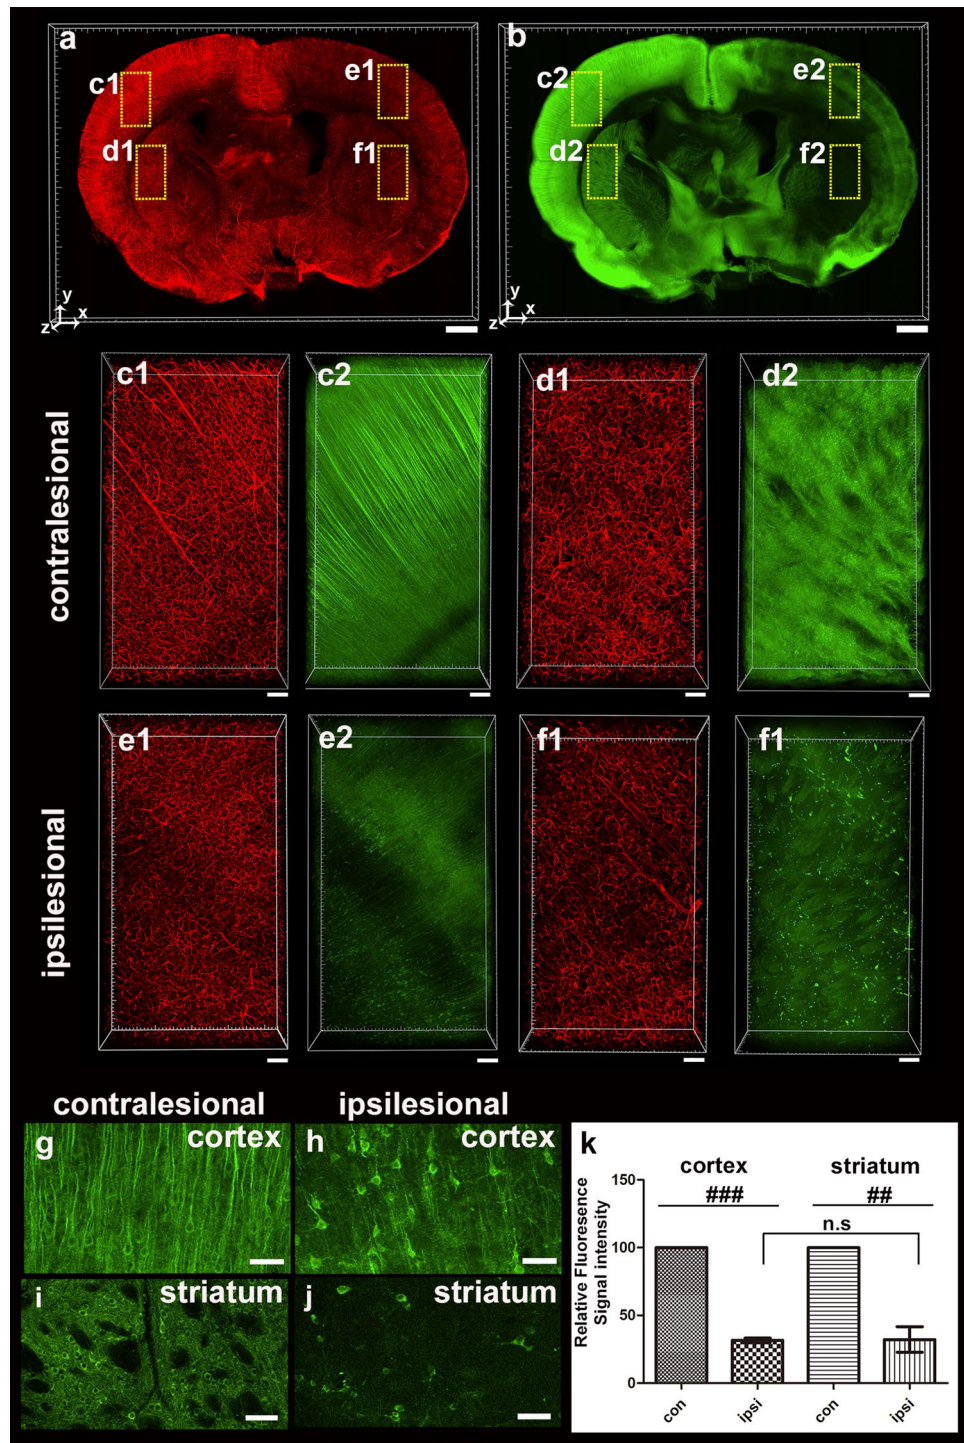 a
b
c1
e1
c2
e2
d1
f1
d2
f2
y
x
z
y
x
z
contralesional
c1
c2
d1
d2
ipsilesional
e1
e2
f1
f1
contralesional
ipsilesional
g
cortex
h
cortex
i
striatum
j
striatum
k
cortex
striatum
###
##
n.s
Relative Fluoresence
Signal intensity
150
100
50
0
con
ipsi
con
ipsi